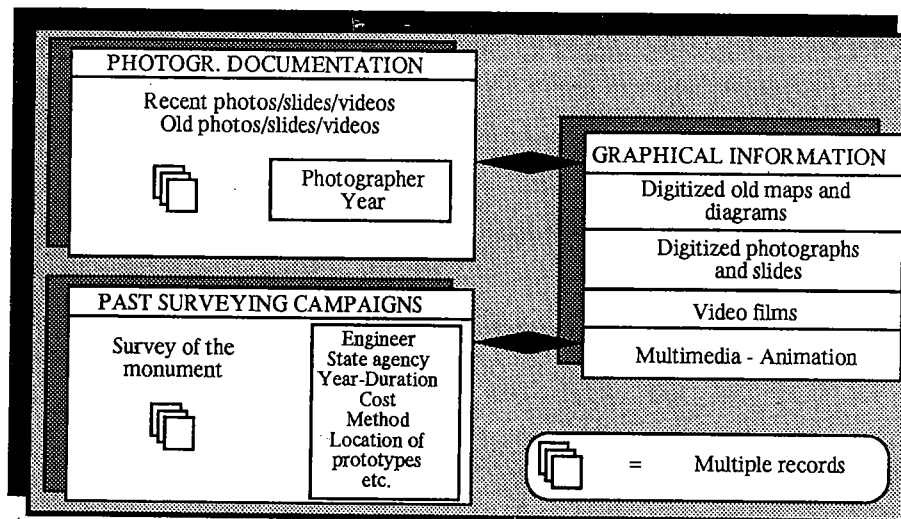 PHOTOGR. DOCUMENTATION
Recent photos/slides/videos
Old photos/slides/videos
Photographer
Year
PAST SURVEYING CAMPAIGNS
Survey of the
monument
Engineer
State agency
Year-Duration
Cost
Method
Location of
prototypes
etc.
GRAPHICAL INFORMATION
Digitized old maps and
diagrams
Digitized photographs
and slides
Video films
Multimedia - Animation
= Multiple records